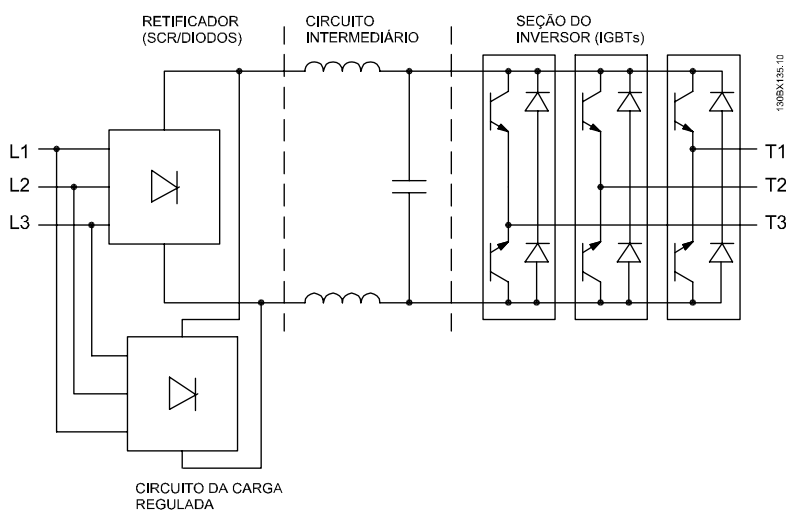 RETIFICADOR
(SCR/DIODOS)
CIRCUITO
INTERMEDIÁRIO
SEÇÃO DO
INVERSOR (IGBTs)
130BX135.10
L1
L2
L3
T1
T2
T3
CIRCUITO DA CARGA
REGULADA